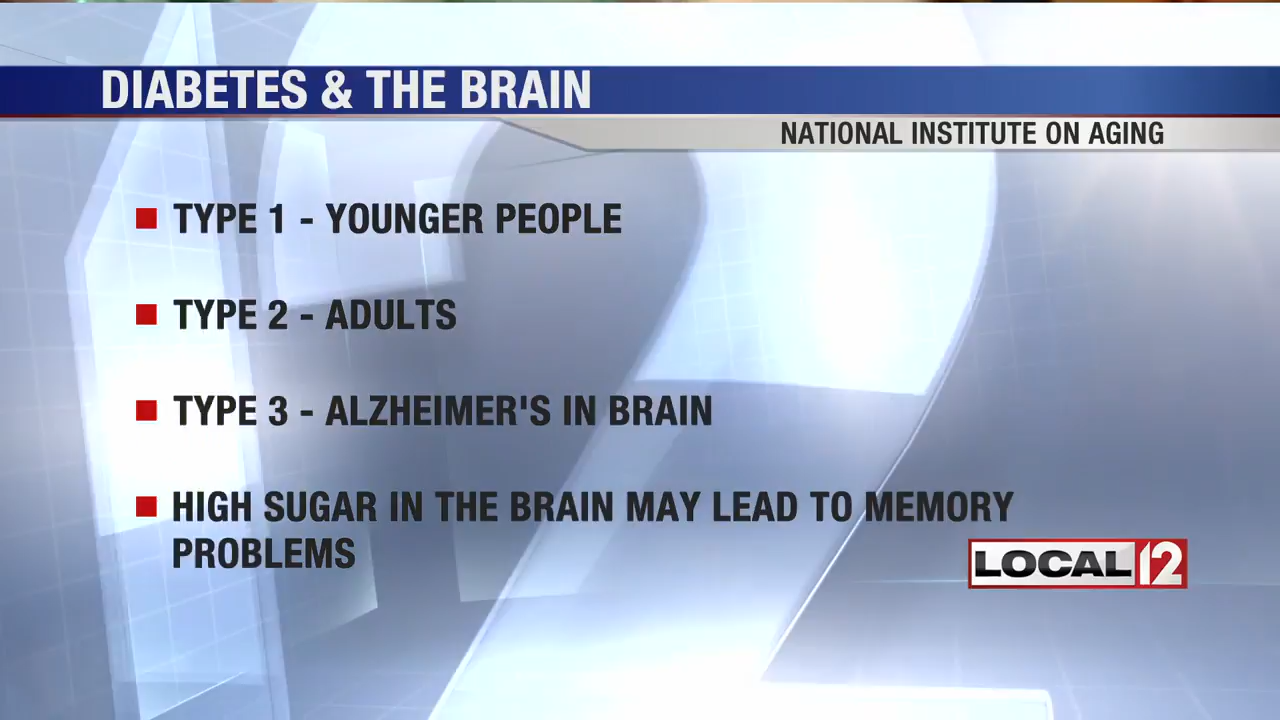 DIABETES & THE BRAIN
NATIONAL INSTITUTE ON AGING
TYPE 1 - YOUNGER PEOPLE
TYPE 2 - ADULTS
TYPE 3 - ALZHEIMER'S IN BRAIN
HIGH SUGAR IN THE BRAIN MAY LEAD TO MEMORY
PROBLEMS
LOCAL 12